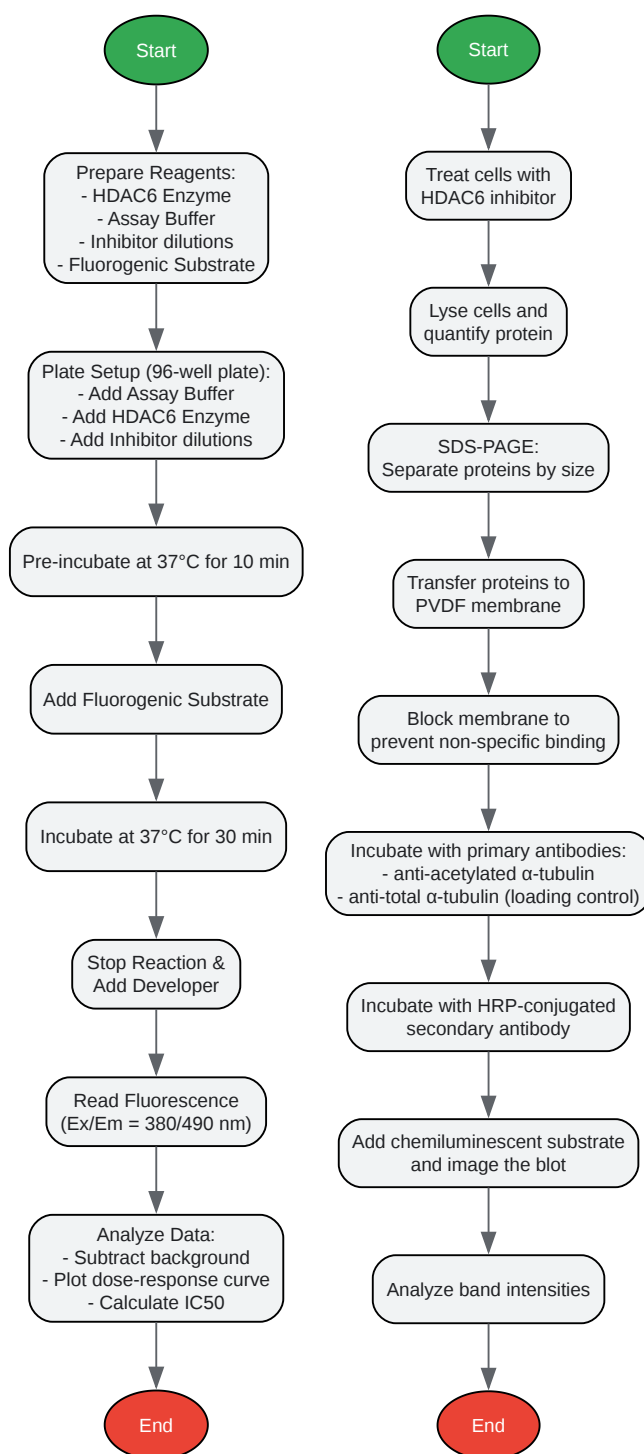 Start
Prepare Reagents:
- HDAC6 Enzyme
- Assay Buffer
- Inhibitor dilutions
- Fluorogenic Substrate
Plate Setup (96-well plate):
- Add Assay Buffer
- Add HDAC6 Enzyme
- Add Inhibitor dilutions
Pre-incubate at 37°C for 10 min
Add Fluorogenic Substrate
Incubate at 37°C for 30 min
Stop Reaction &
Add Developer
Read Fluorescence
(Ex/Em = 380/490 nm)
Analyze Data:
- Subtract background
- Plot dose-response curve
- Calculate IC50
End
Start
Treat cells with
HDAC6 inhibitor
Lyse cells and
quantify protein
SDS-PAGE:
Separate proteins by size
Transfer proteins to
PVDF membrane
Block membrane to
prevent non-specific binding
Incubate with primary antibodies:
- anti-acetylated α-tubulin
- anti-total α-tubulin (loading control)
Incubate with HRP-conjugated
secondary antibody
Add chemiluminescent substrate
and image the blot
Analyze band intensities
End